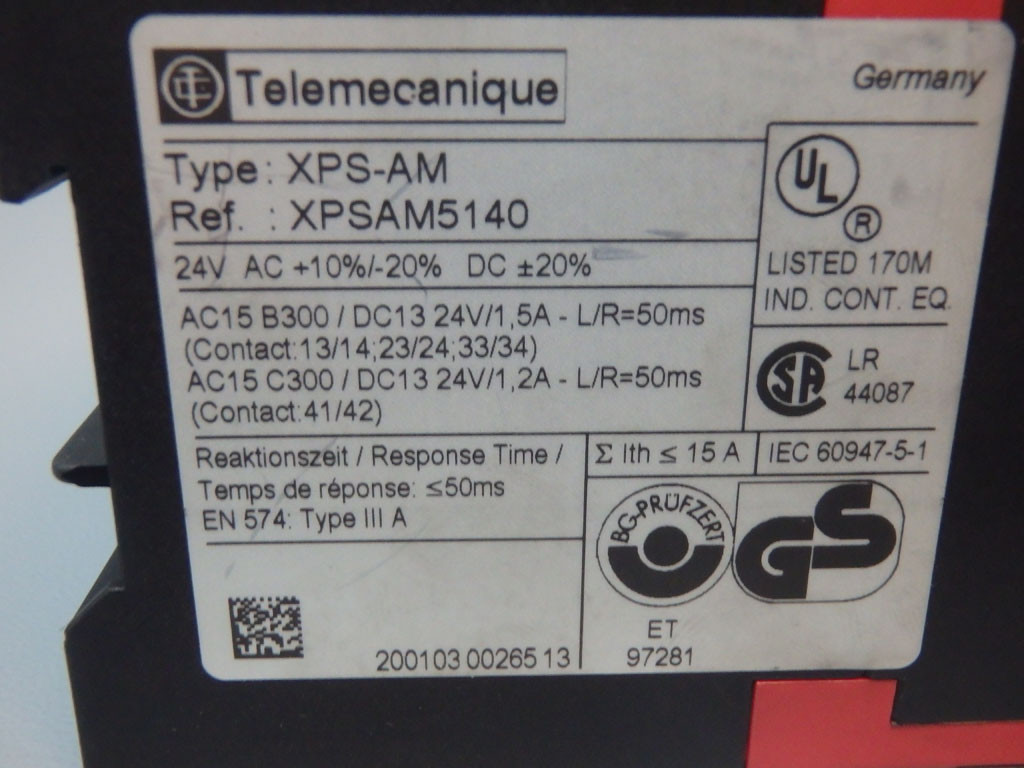 Telemecanique
Germany
Type: XPS-AM
Ref. : XPSAM5140
24V AC +10%/-20% DC ±20%
AC15 B300 / DC13 24V/1,5A - L/R=50ms
(Contact:13/14;23/24;33/34)
AC15 C300 / DC13 24V/1,2A - L/R=50ms
(Contact:41/42)
UL
®
LISTED 170M
IND. CONT. EQ.
SA
LR
44087
Reaktionszeit / Response Time /
Temps de réponse: ≤50ms
EN 574: Type III A
Σ Ith ≤ 15 A
IEC 60947-5-1
BG-PRÜFZERT
GS
ET
97281
200103 00265 13